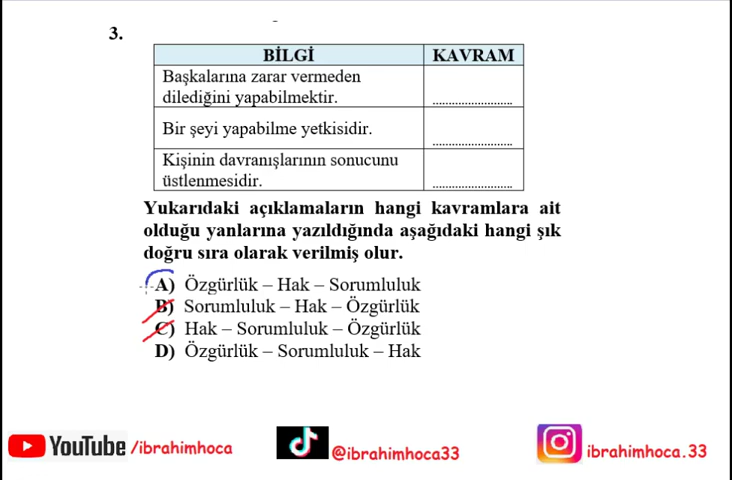 3.
BİLGİ KAVRAM
Başkalarına zarar vermeden
dilediğini yapabilmektir. ........................
Bir şeyi yapabilme yetkisidir. ........................
Kişinin davranışlarının sonucunu
üstlenmesidir. ........................
Yukarıdaki açıklamaların hangi kavramlara ait
olduğu yanlarına yazıldığında aşağıdaki hangi şık
doğru sıra olarak verilmiş olur.
A) Özgürlük – Hak – Sorumluluk
B) Sorumluluk – Hak – Özgürlük
C) Hak – Sorumluluk – Özgürlük
D) Özgürlük – Sorumluluk – Hak
YouTube /ibrahimhoca
@ibrahimhoca33
ibrahimhoca.33